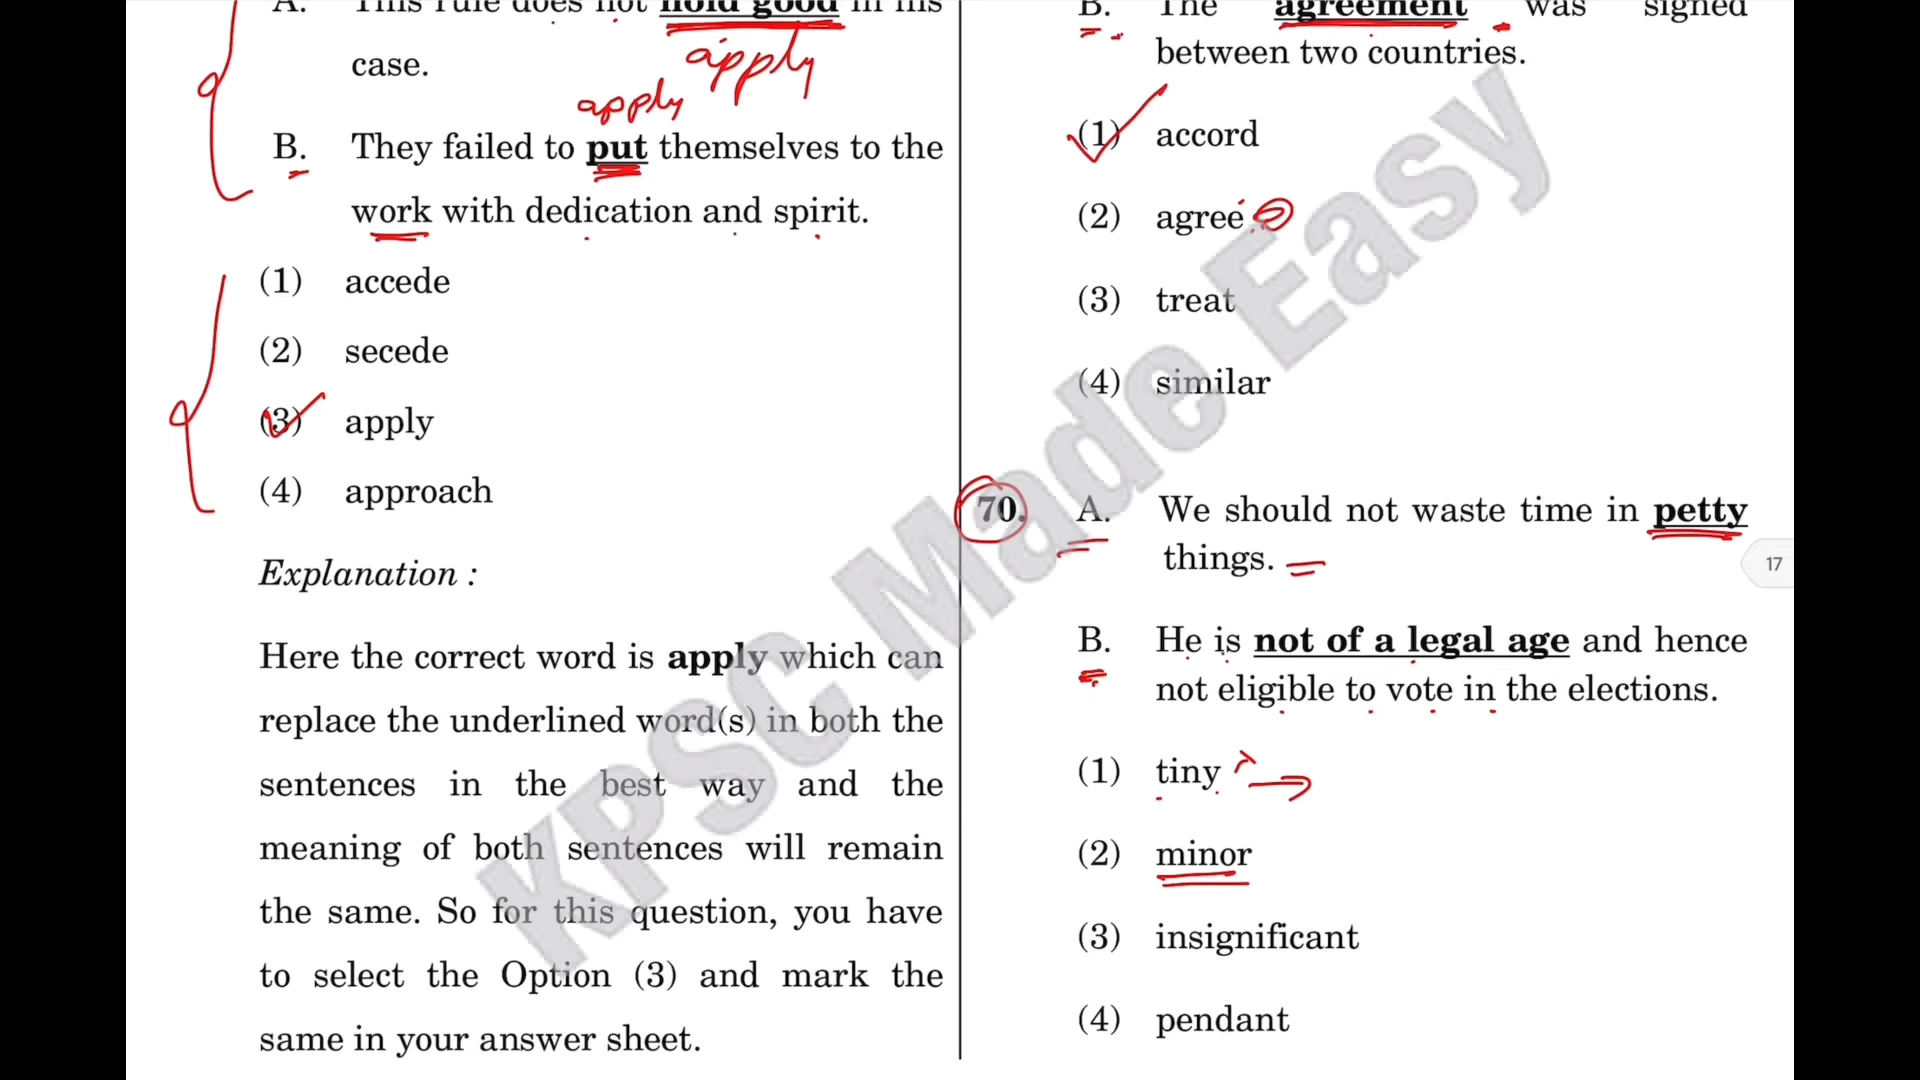 A. This rule does not hold good in his
case.
apply
apply
B. They failed to put themselves to the
work with dedication and spirit.
(1) accede
(2) secede
(3) apply
(4) approach
Explanation :
Here the correct word is apply which can
replace the underlined word(s) in both the
sentences in the best way and the
meaning of both sentences will remain
the same. So for this question, you have
to select the Option (3) and mark the
same in your answer sheet.
B. The agreement was signed
between two countries.
(1) accord
(2) agree
(3) treat
(4) similar
70. A. We should not waste time in petty
things.
B. He is not of a legal age and hence
not eligible to vote in the elections.
(1) tiny
(2) minor
(3) insignificant
(4) pendant
17
KPSC Made Easy